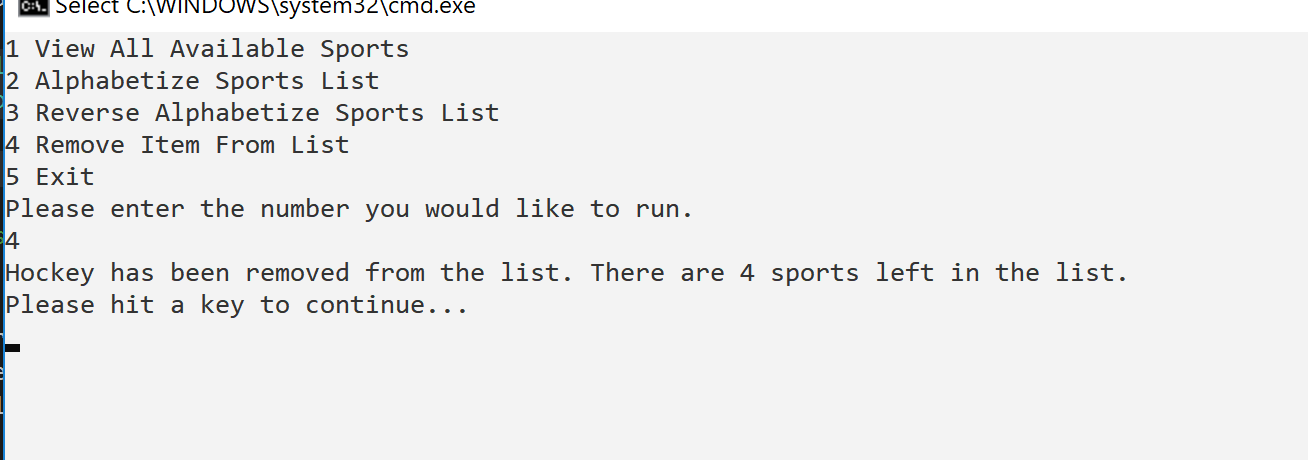 Select C:\WINDOWS\system32\cmd.exe
1 View All Available Sports
2 Alphabetize Sports List
3 Reverse Alphabetize Sports List
4 Remove Item From List
5 Exit
Please enter the number you would like to run.
4
Hockey has been removed from the list. There are 4 sports left in the list.
Please hit a key to continue...